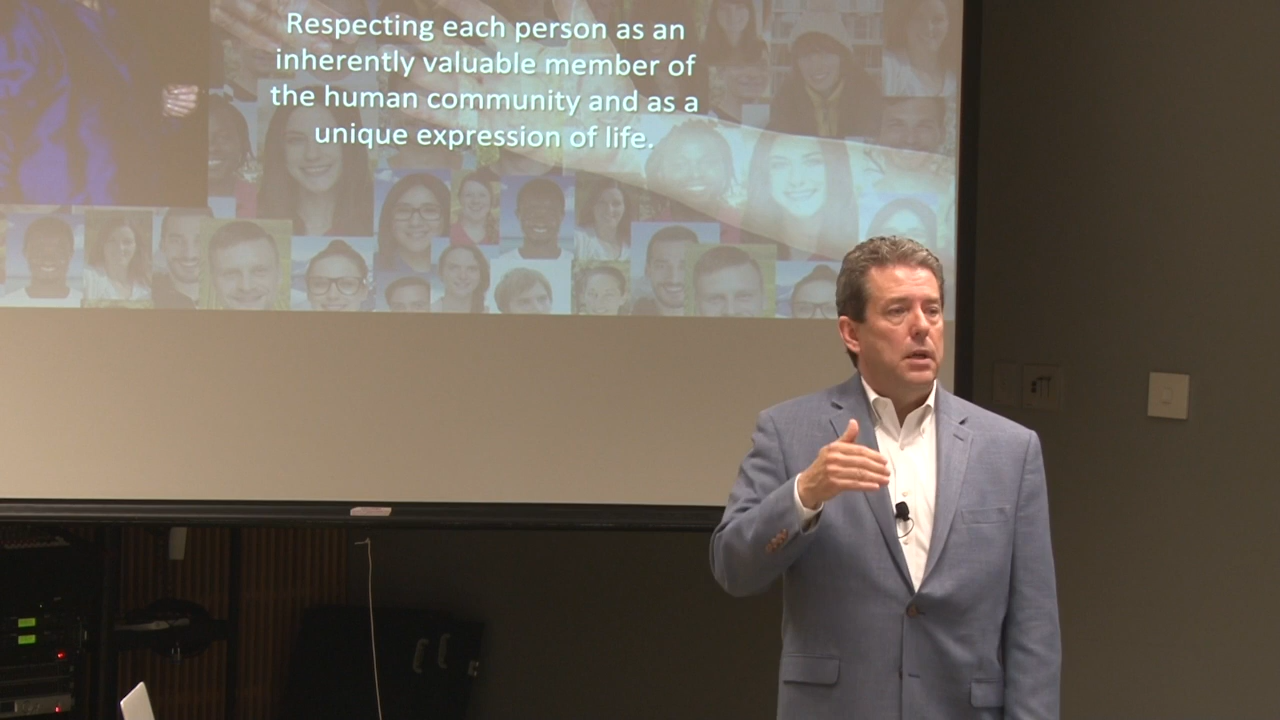 Respecting each person as an
inherently valuable member of
the human community and as a
unique expression of life.